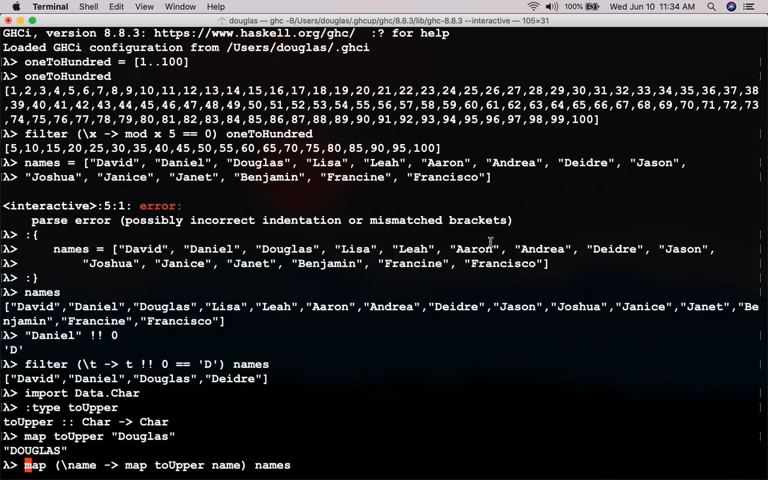 Terminal Shell Edit View Window Help 100% Wed Jun 10 11:34 AM
douglas — ghc -B/Users/douglas/.ghcup/ghc/8.8.3/lib/ghc-8.8.3 --interactive — 105×31
GHCi, version 8.8.3: https://www.haskell.org/ghc/  :? for help
Loaded GHCi configuration from /Users/douglas/.ghci
λ> oneToHundred = [1..100]
λ> oneToHundred
[1,2,3,4,5,6,7,8,9,10,11,12,13,14,15,16,17,18,19,20,21,22,23,24,25,26,27,28,29,30,31,32,33,34,35,36,37,38
,39,40,41,42,43,44,45,46,47,48,49,50,51,52,53,54,55,56,57,58,59,60,61,62,63,64,65,66,67,68,69,70,71,72,73
,74,75,76,77,78,79,80,81,82,83,84,85,86,87,88,89,90,91,92,93,94,95,96,97,98,99,100]
λ> filter (\x -> mod x 5 == 0) oneToHundred
[5,10,15,20,25,30,35,40,45,50,55,60,65,70,75,80,85,90,95,100]
λ> names = ["David", "Daniel", "Douglas", "Lisa", "Leah", "Aaron", "Andrea", "Deidre", "Jason",
λ> "Joshua", "Janice", "Janet", "Benjamin", "Francine", "Francisco"]
<interactive>:5:1: error:
parse error (possibly incorrect indentation or mismatched brackets)
λ> :{
λ>     names = ["David", "Daniel", "Douglas", "Lisa", "Leah", "Aaron", "Andrea", "Deidre", "Jason",
λ>         "Joshua", "Janice", "Janet", "Benjamin", "Francine", "Francisco"]
λ> :}
λ> names
["David","Daniel","Douglas","Lisa","Leah","Aaron","Andrea","Deidre","Jason","Joshua","Janice","Janet","Be
njamin","Francine","Francisco"]
λ> "Daniel" !! 0
'D'
λ> filter (\t -> t !! 0 == 'D') names
["David","Daniel","Douglas","Deidre"]
λ> import Data.Char
λ> :type toUpper
toUpper :: Char -> Char
λ> map toUpper "Douglas"
"DOUGLAS"
λ> map (\name -> map toUpper name) names